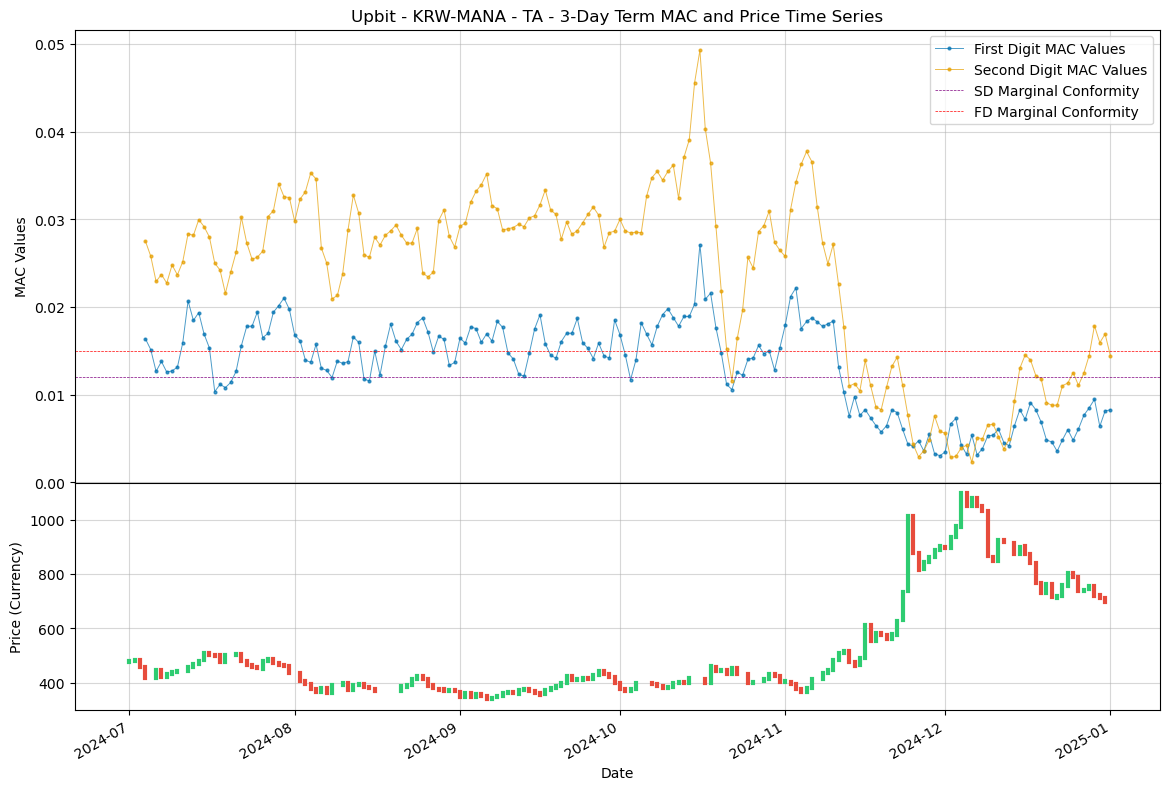 Upbit - KRW-MANA - TA - 3-Day Term MAC and Price Time Series
First Digit MAC Values
Second Digit MAC Values
SD Marginal Conformity
FD Marginal Conformity
MAC Values
0.05
0.04
0.03
0.02
0.01
0.00
Price (Currency)
1000
800
600
400
2024-07
2024-08
2024-09
2024-10
2024-11
2024-12
2025-01
Date